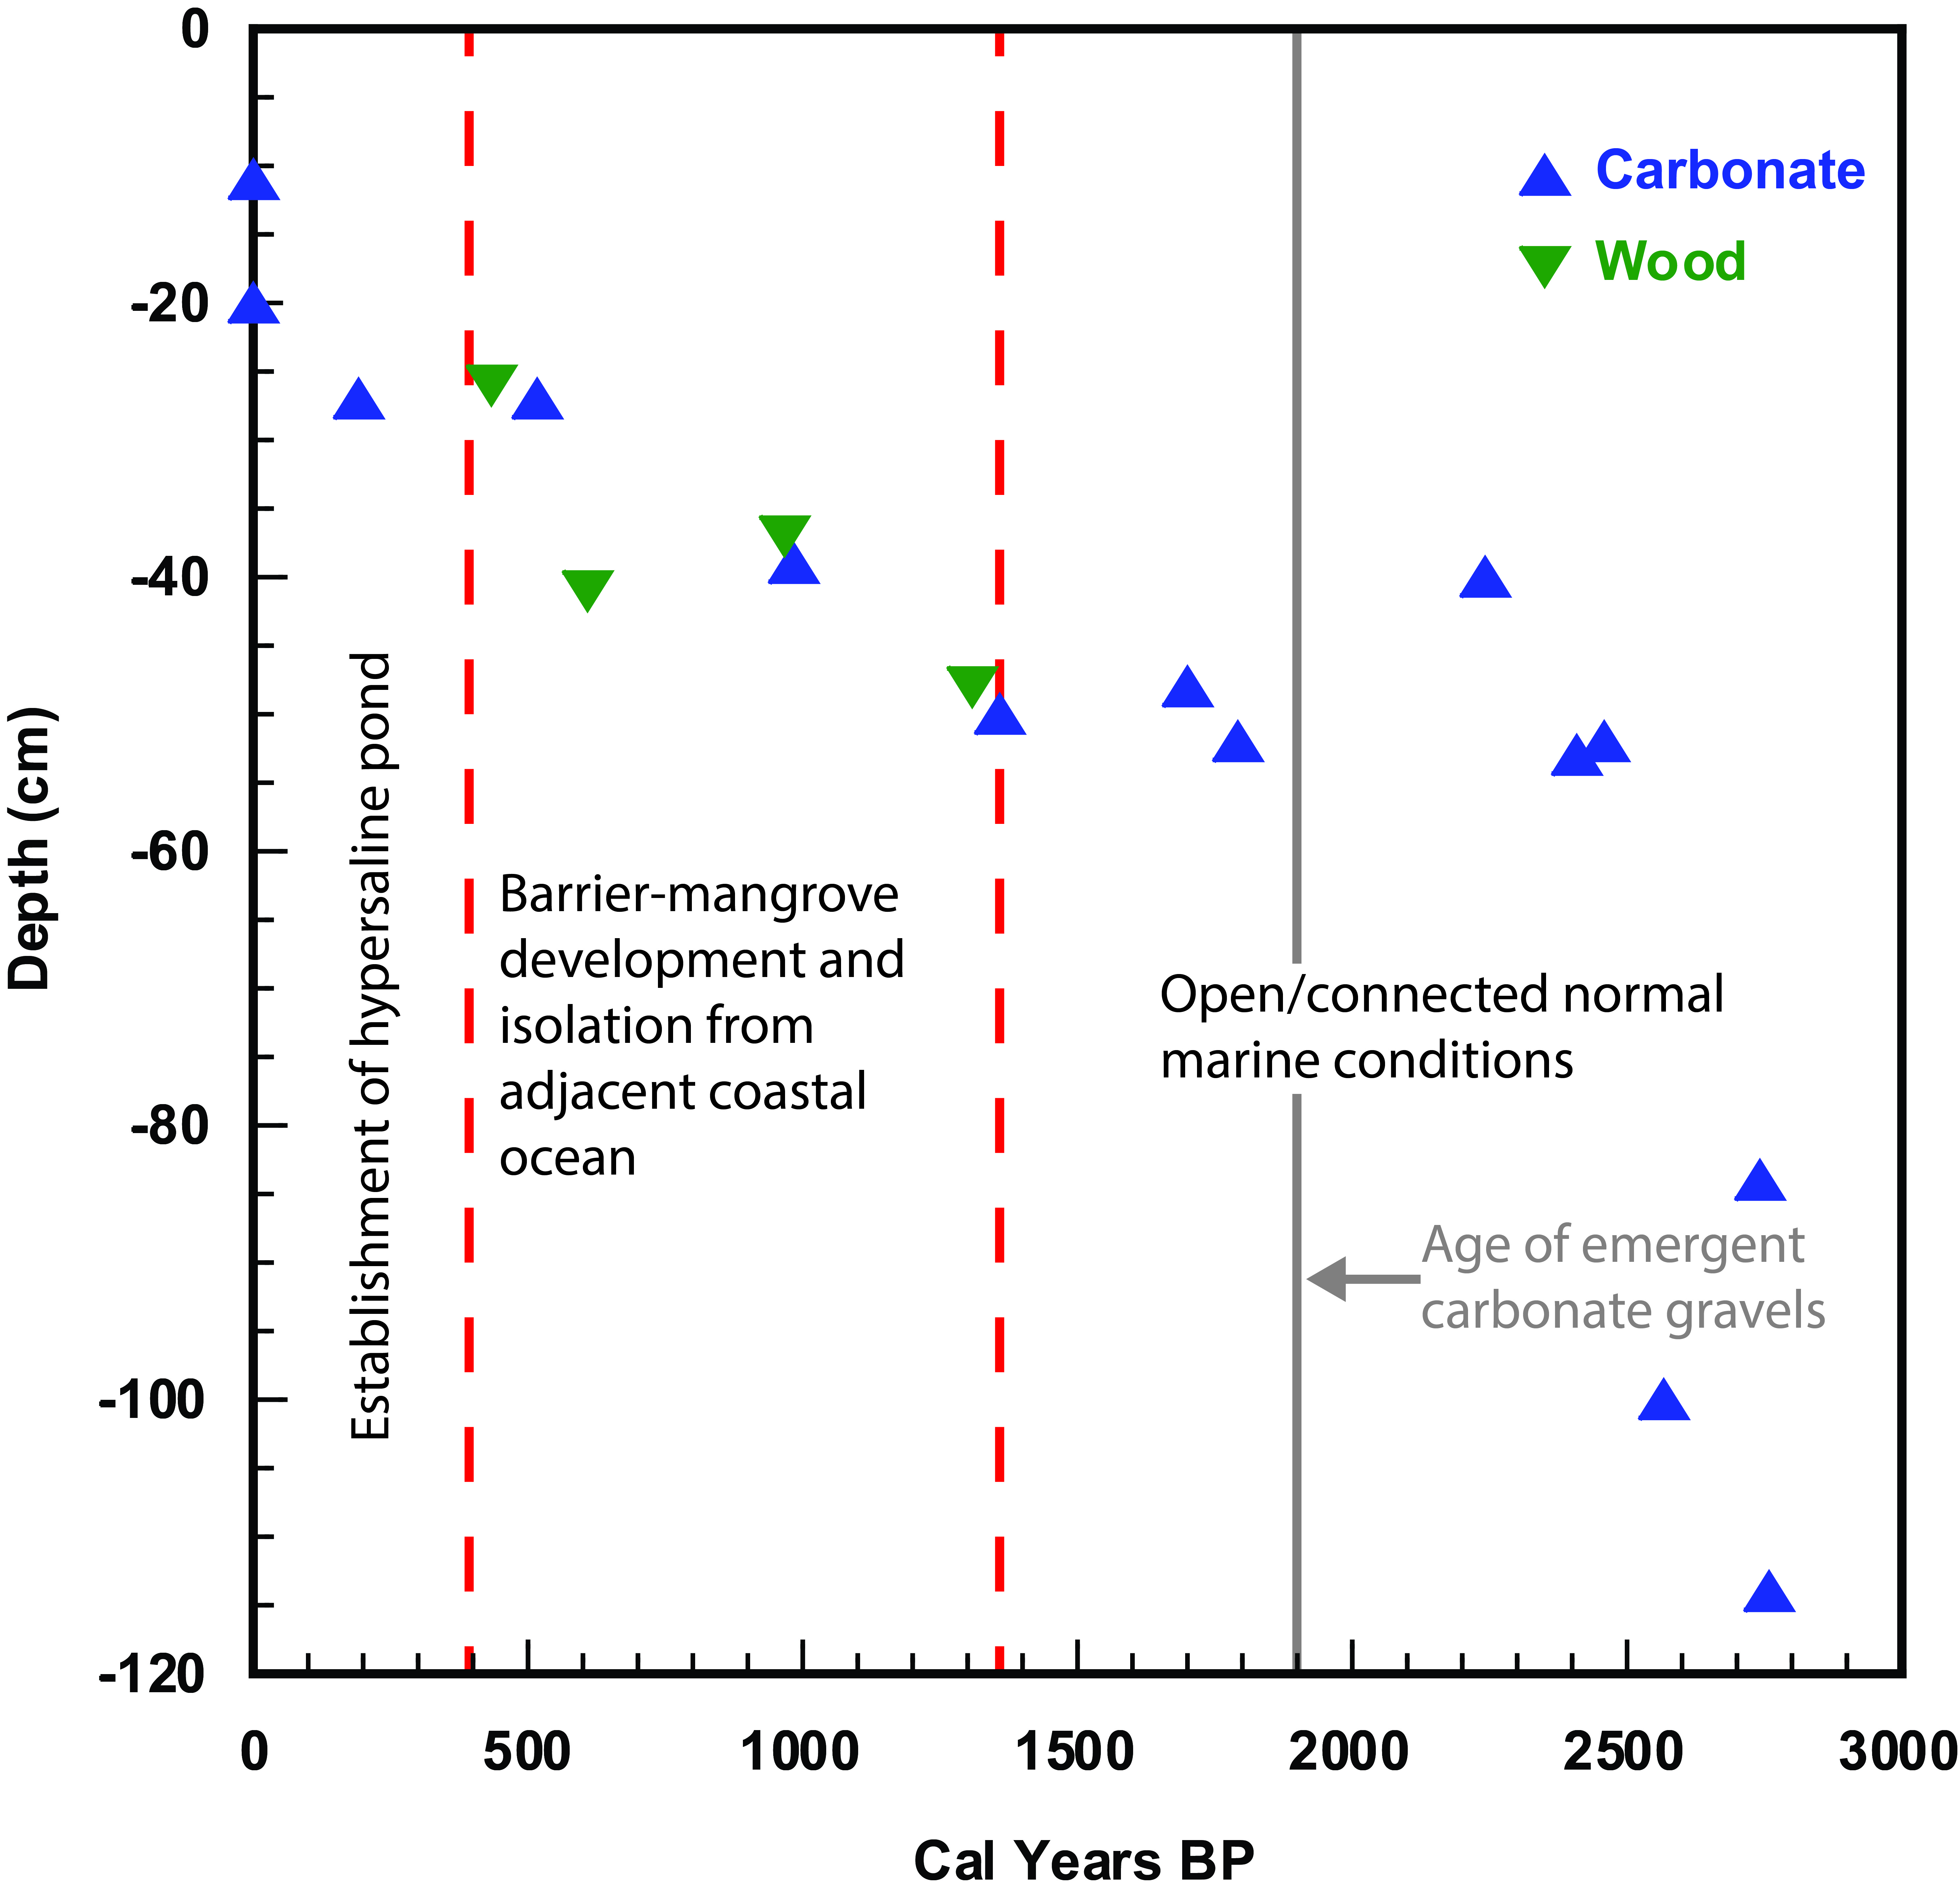 0
-20
-40
-60
-80
-100
-120
Depth (cm)
Carbonate
Wood
Establishment of hypersaline pond
Barrier-mangrove
development and
isolation from
adjacent coastal
ocean
Open/connected normal
marine conditions
Age of emergent
carbonate gravels
0
500
1000
1500
2000
2500
3000
Cal Years BP